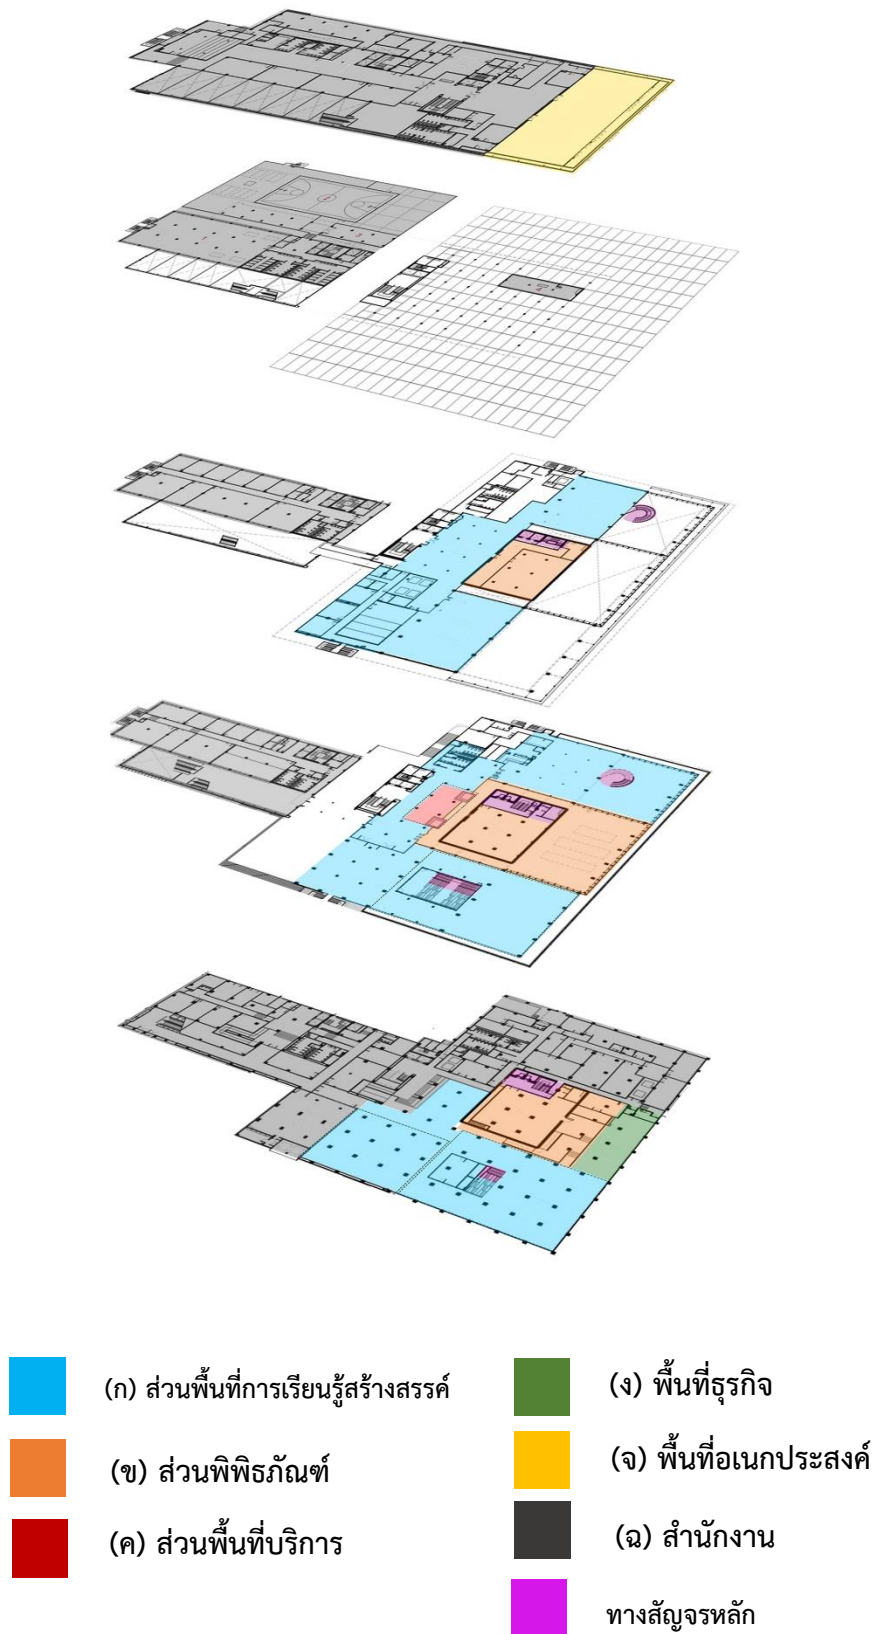 (ก) ส่วนพื้นที่การเรียนรู้สร้างสรรค์
(ข) ส่วนพิพิธภัณฑ์
(ค) ส่วนพื้นที่บริการ
(ง) พื้นที่ธุรกิจ
(จ) พื้นที่อเนกประสงค์
(ฉ) สำนักงาน
ทางสัญจรหลัก